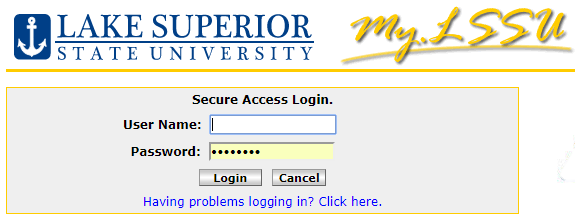 LAKE SUPERIOR
STATE UNIVERSITY
My.LSSU
Secure Access Login.
User Name:
Password: ••••••••
Login Cancel
Having problems logging in? Click here.